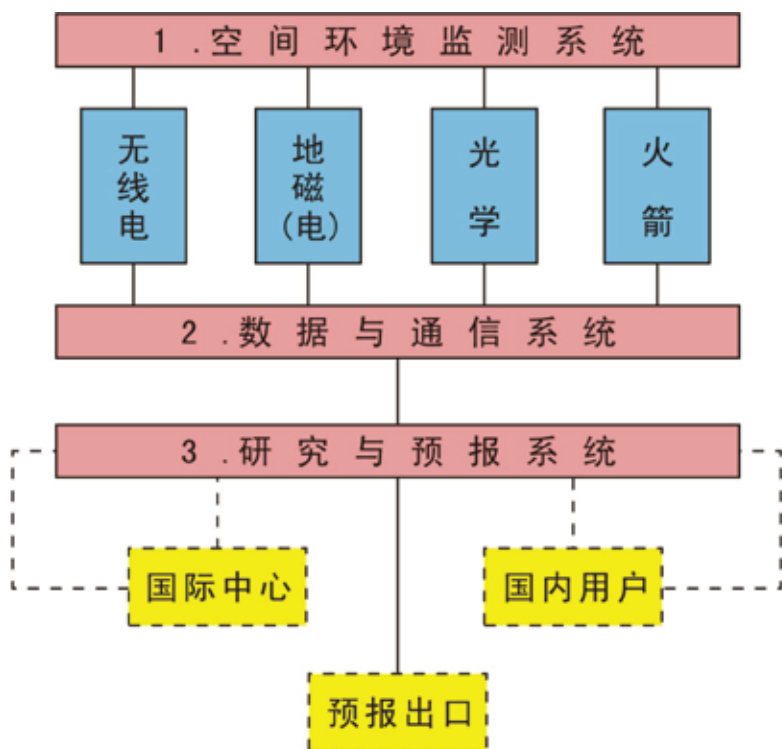 1.空间环境监测系统
无线电
地磁(电)
光学
火箭
2.数据与通信系统
3.研究与预报系统
国际中心
国内用户
预报出口